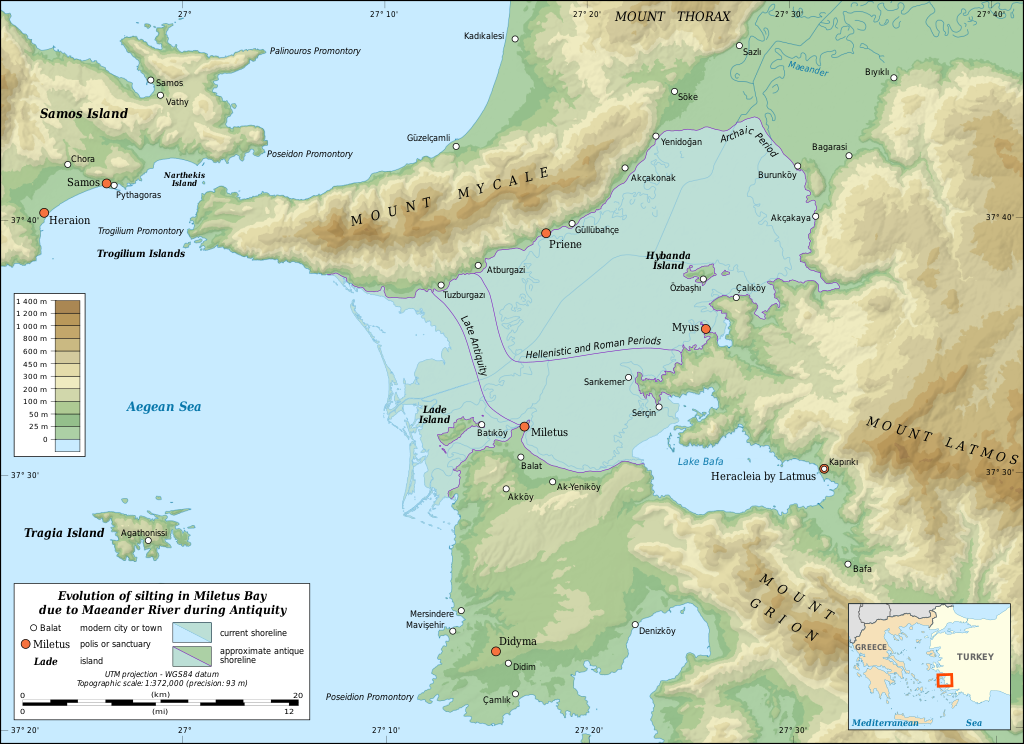 27°
27° 10'
27° 20'
27° 30'
27° 40'
MOUNT THORAX
Kadıkalesi
Palinouros Promontory
Sazlı
Maeander
Bıyıklı
Samos
Vathy
Söke
Samos Island
Archaic Period
Güzelçamli
Yenidoğan
Poseidon Promontory
Bagarasi
Chora
Narthekis
Island
Akçakonak
Burunköy
Samos
Pythagoras
MOUNT MYCALE
37° 40'
Heraion
Akçakaya
37° 40'
Trogilium Promontory
Güllübahçe
Priene
Trogilium Islands
Hybanda
Island
Atburgazi
Özbaşhı
Çalıköy
Tuzburgazı
1 400 m
1 200 m
1 000 m
800 m
600 m
450 m
300 m
200 m
100 m
50 m
25 m
0
Late Antiquity
Myus
Hellenistic and Roman Periods
Sarıkemer
Aegean Sea
Serçin
Lade
Island
Batıköy
Miletus
MOUNT LATMOS
Balat
Lake Bafa
Kapırıkı
Heracleia by Latmus
37° 30'
37° 30'
Akköy
Ak-Yeniköy
Tragia Island
Agathonissi
Bafa
MOUNT
GRION
Evolution of silting in Miletus Bay
due to Maeander River during Antiquity
Balat
modern city or town
current shoreline
Miletus
polis or sanctuary
Lade
island
approximate antique
shoreline
UTM projection - WGS84 datum
Topographic scale: 1:372,000 (precision: 93 m)
0
(km)
20
0
(mi)
12
Mersindere
Mavişehir
Denizköy
Didyma
Didim
Poseidon Promontory
Çamlik
GREECE
TURKEY
Mediterranean Sea
37° 20'
27°
27° 10'
27° 20'
27° 30'